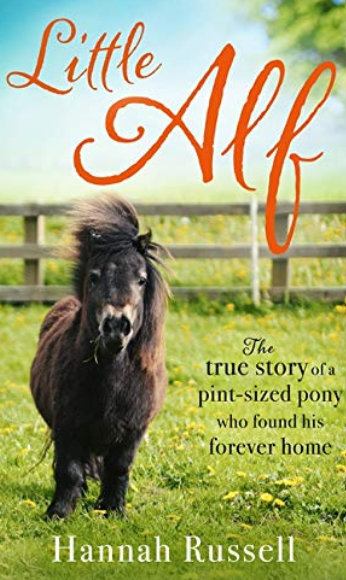 Little
Alf
The
true story of a
pint-sized pony
who found his
forever home
Hannah Russell